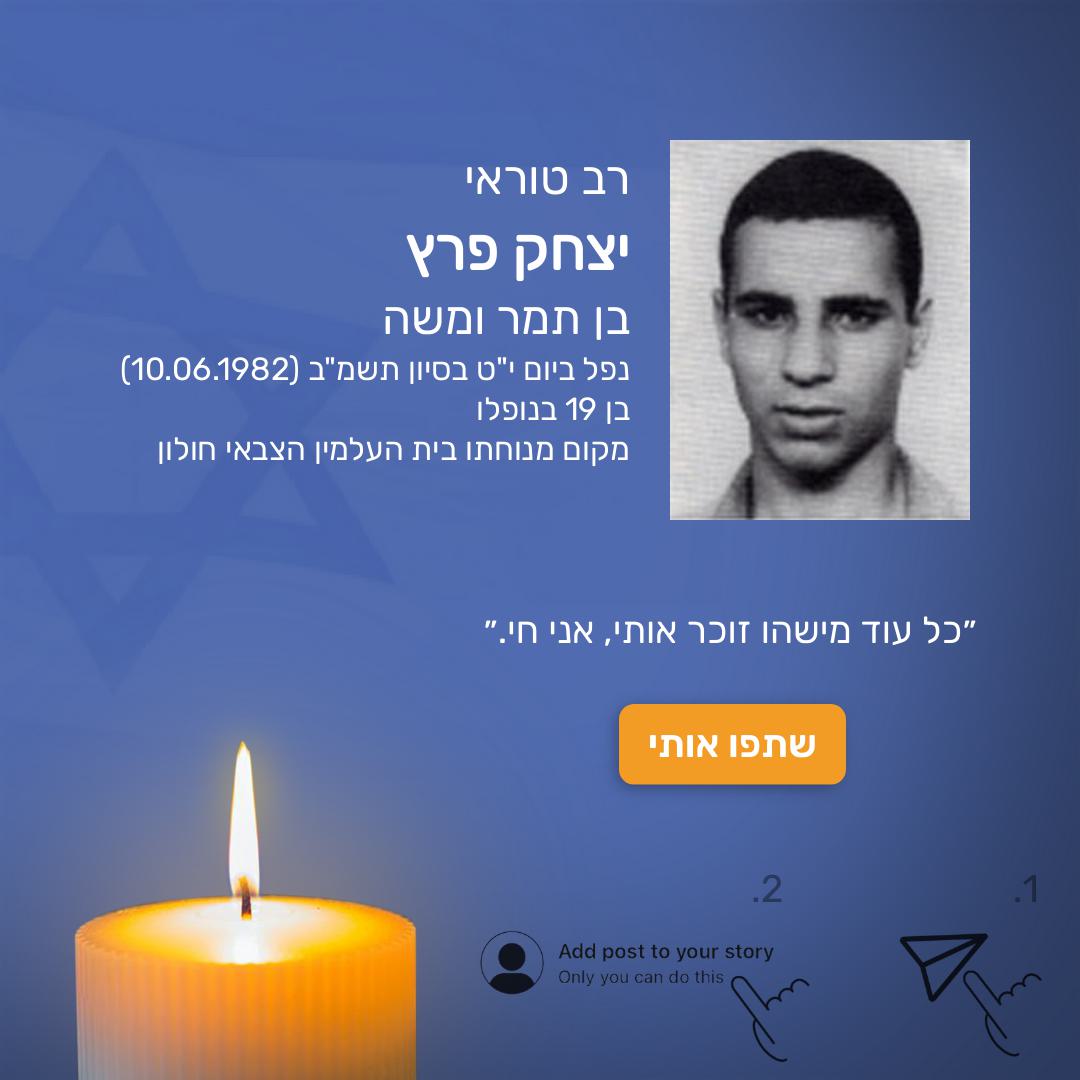 רב טוראי
יצחק פרץ
בן תמר ומשה
נפל ביום י"ט בסיון תשמ"ב (10.06.1982)
בן 19 בנופלו
מקום מנוחתו בית העלמין הצבאי חולון
״כל עוד מישהו זוכר אותי, אני חי.״
שתפו אותי
.1
.2
Add post to your story
Only you can do this